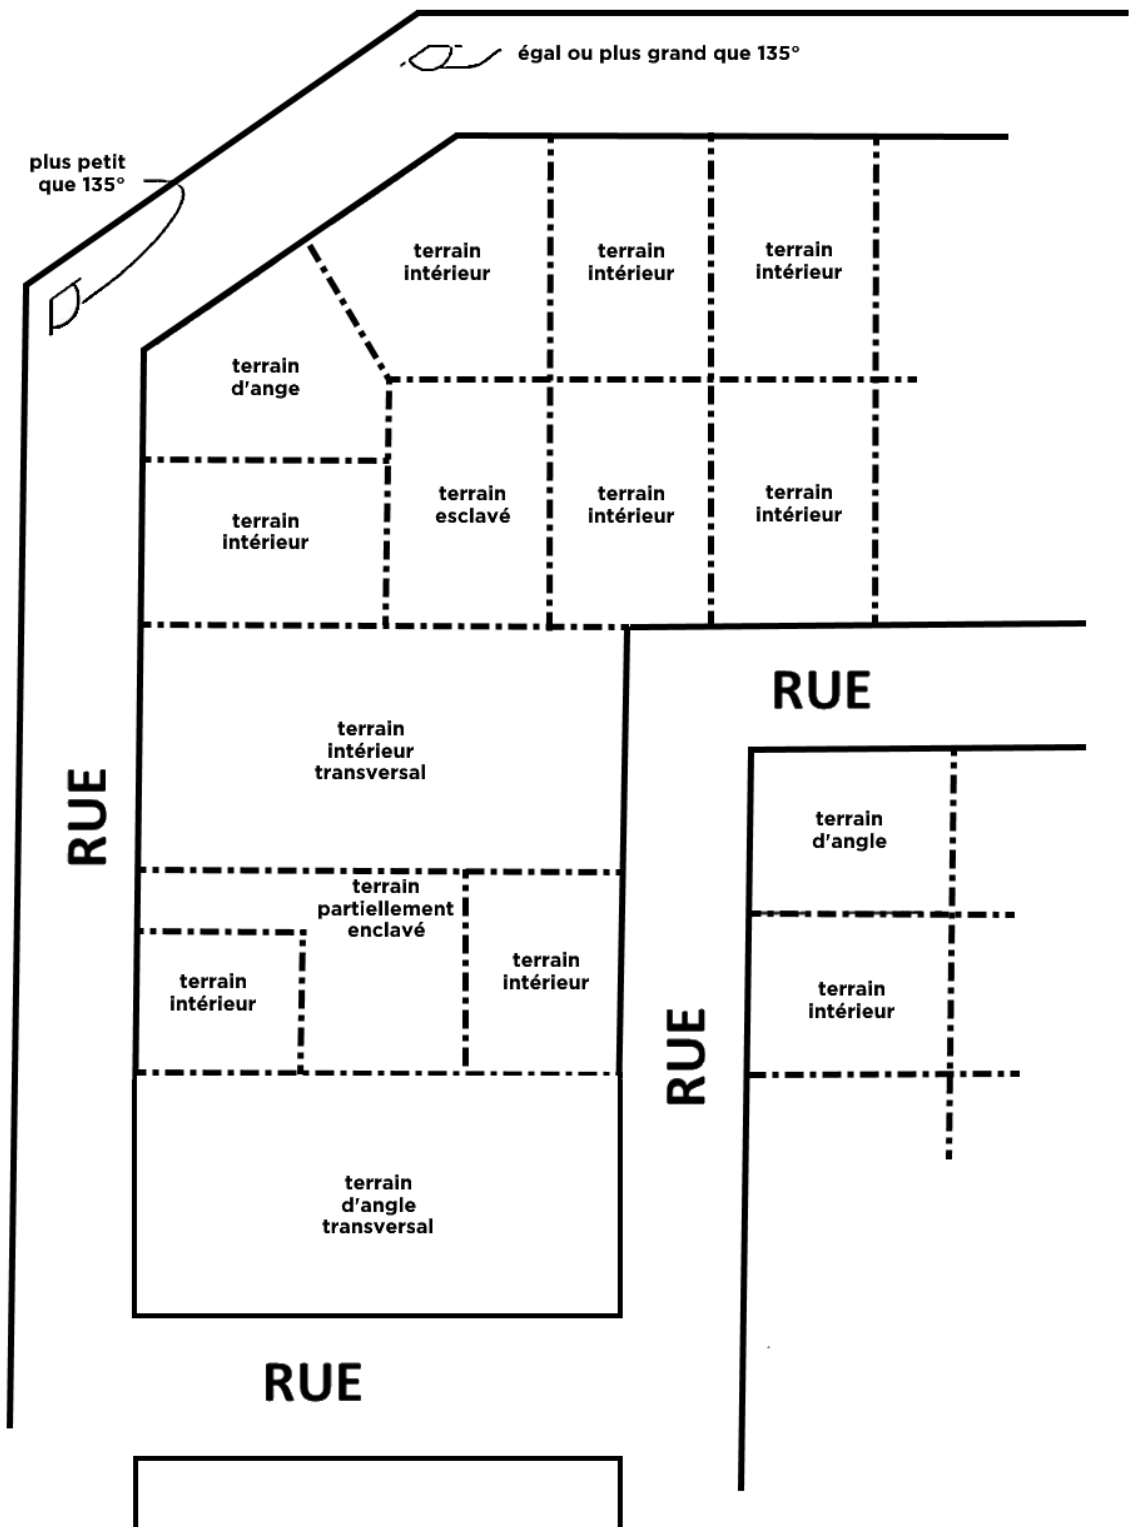 égal ou plus grand que 135°
plus petit
que 135°
terrain
intérieur
terrain
intérieur
terrain
intérieur
terrain
d'ange
terrain
intérieur
terrain
esclavé
terrain
intérieur
terrain
intérieur
RUE
terrain
intérieur
transversal
RUE
terrain
d'angle
terrain
partiellement
enclavé
terrain
intérieur
terrain
intérieur
terrain
intérieur
RUE
terrain
d'angle
transversal
RUE